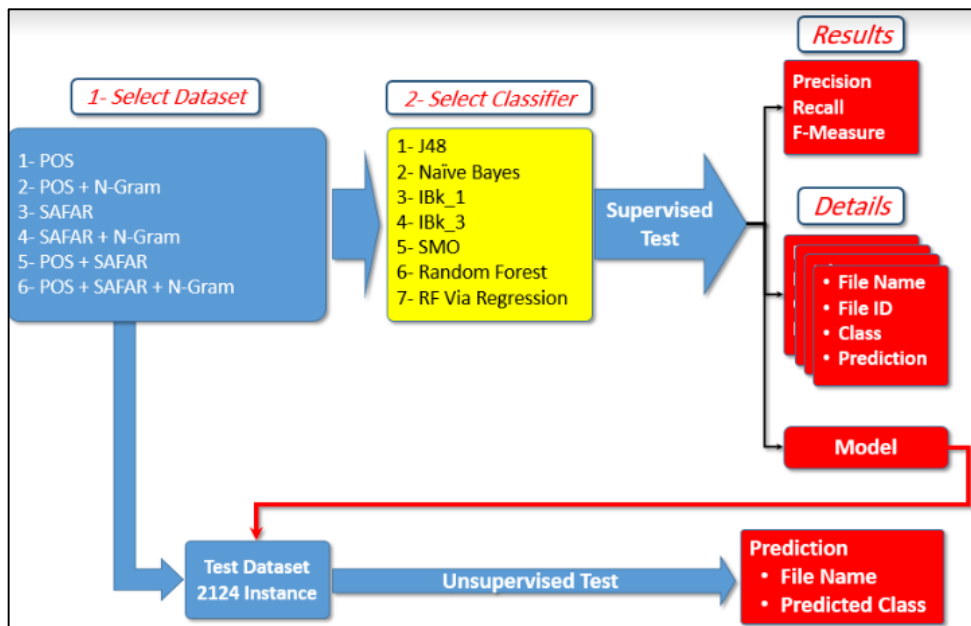 1- Select Dataset
1- POS
2- POS + N-Gram
3- SAFAR
4- SAFAR + N-Gram
5- POS + SAFAR
6- POS + SAFAR + N-Gram
2- Select Classifier
1- J48
2- Naïve Bayes
3- IBk_1
4- IBk_3
5- SMO
6- Random Forest
7- RF Via Regression
Supervised
Test
Results
Precision
Recall
F-Measure
Details
• File Name
• File ID
• Class
• Prediction
Model
Test Dataset
2124 Instance
Unsupervised Test
Prediction
• File Name
• Predicted Class